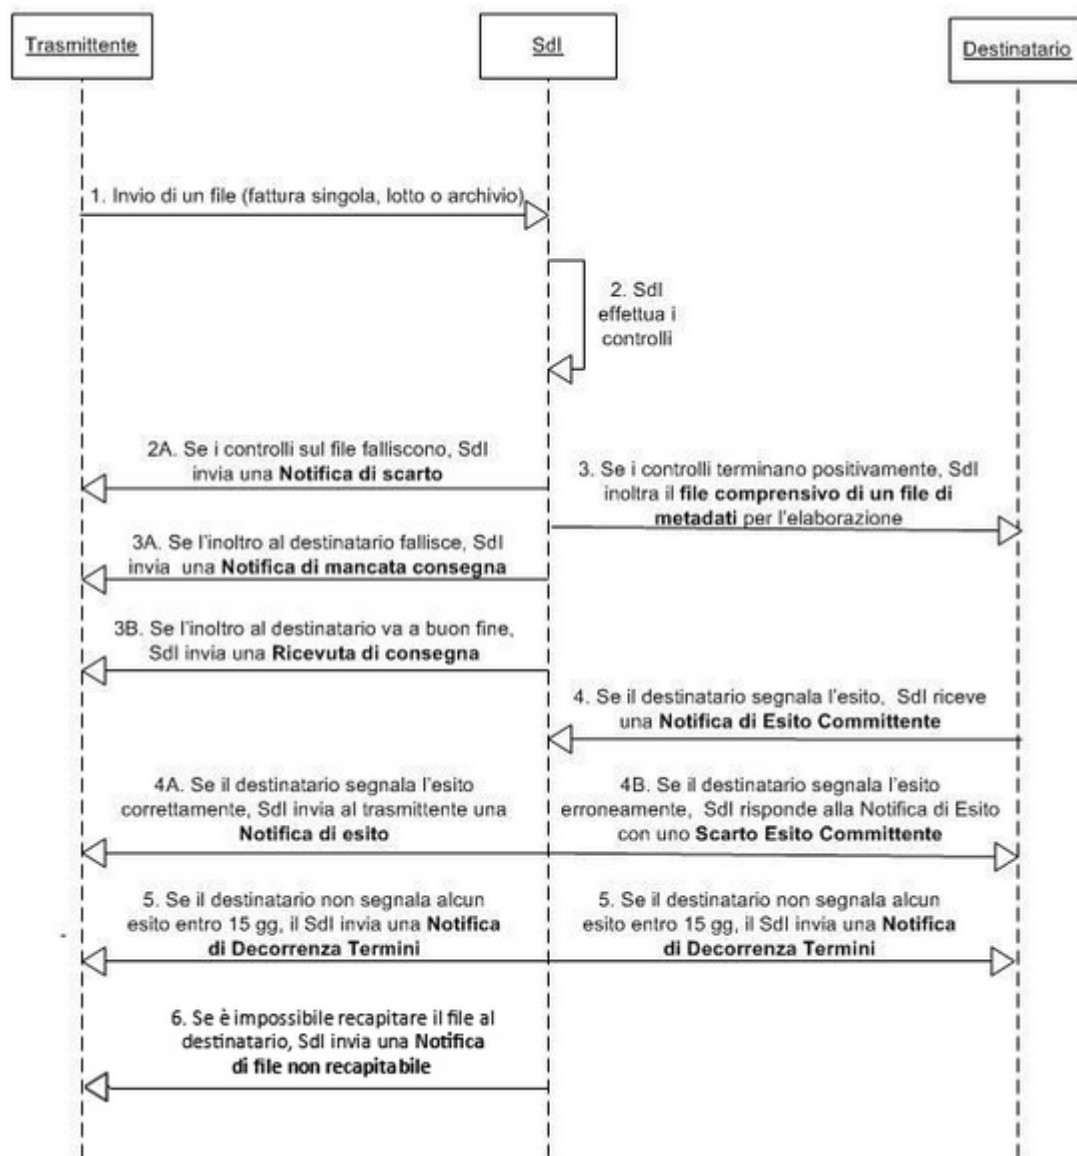 Trasmittente
SdI
Destinatario
1. Invio di un file (fattura singola, lotto o archivio)
2. SdI
effettua i
controlli
2A. Se i controlli sul file falliscono, SdI
invia una Notifica di scarto
3. Se i controlli terminano positivamente, SdI
inoltra il file comprensivo di un file di
metadati per l'elaborazione
3A. Se l'inoltro al destinatario fallisce, SdI
invia una Notifica di mancata consegna
3B. Se l'inoltro al destinatario va a buon fine,
SdI invia una Ricevuta di consegna
4. Se il destinatario segnala l'esito, SdI riceve
una Notifica di Esito Committente
4A. Se il destinatario segnala l'esito
correttamente, SdI invia al trasmittente una
Notifica di esito
4B. Se il destinatario segnala l'esito
erroneamente, SdI risponde alla Notifica di Esito
con uno Scarto Esito Committente
5. Se il destinatario non segnala alcun
esito entro 15 gg, il SdI invia una Notifica
di Decorrenza Termini
5. Se il destinatario non segnala alcun
esito entro 15 gg, il SdI invia una Notifica
di Decorrenza Termini
6. Se è impossibile recapitare il file al
destinatario, SdI invia una Notifica
di file non recapitabile